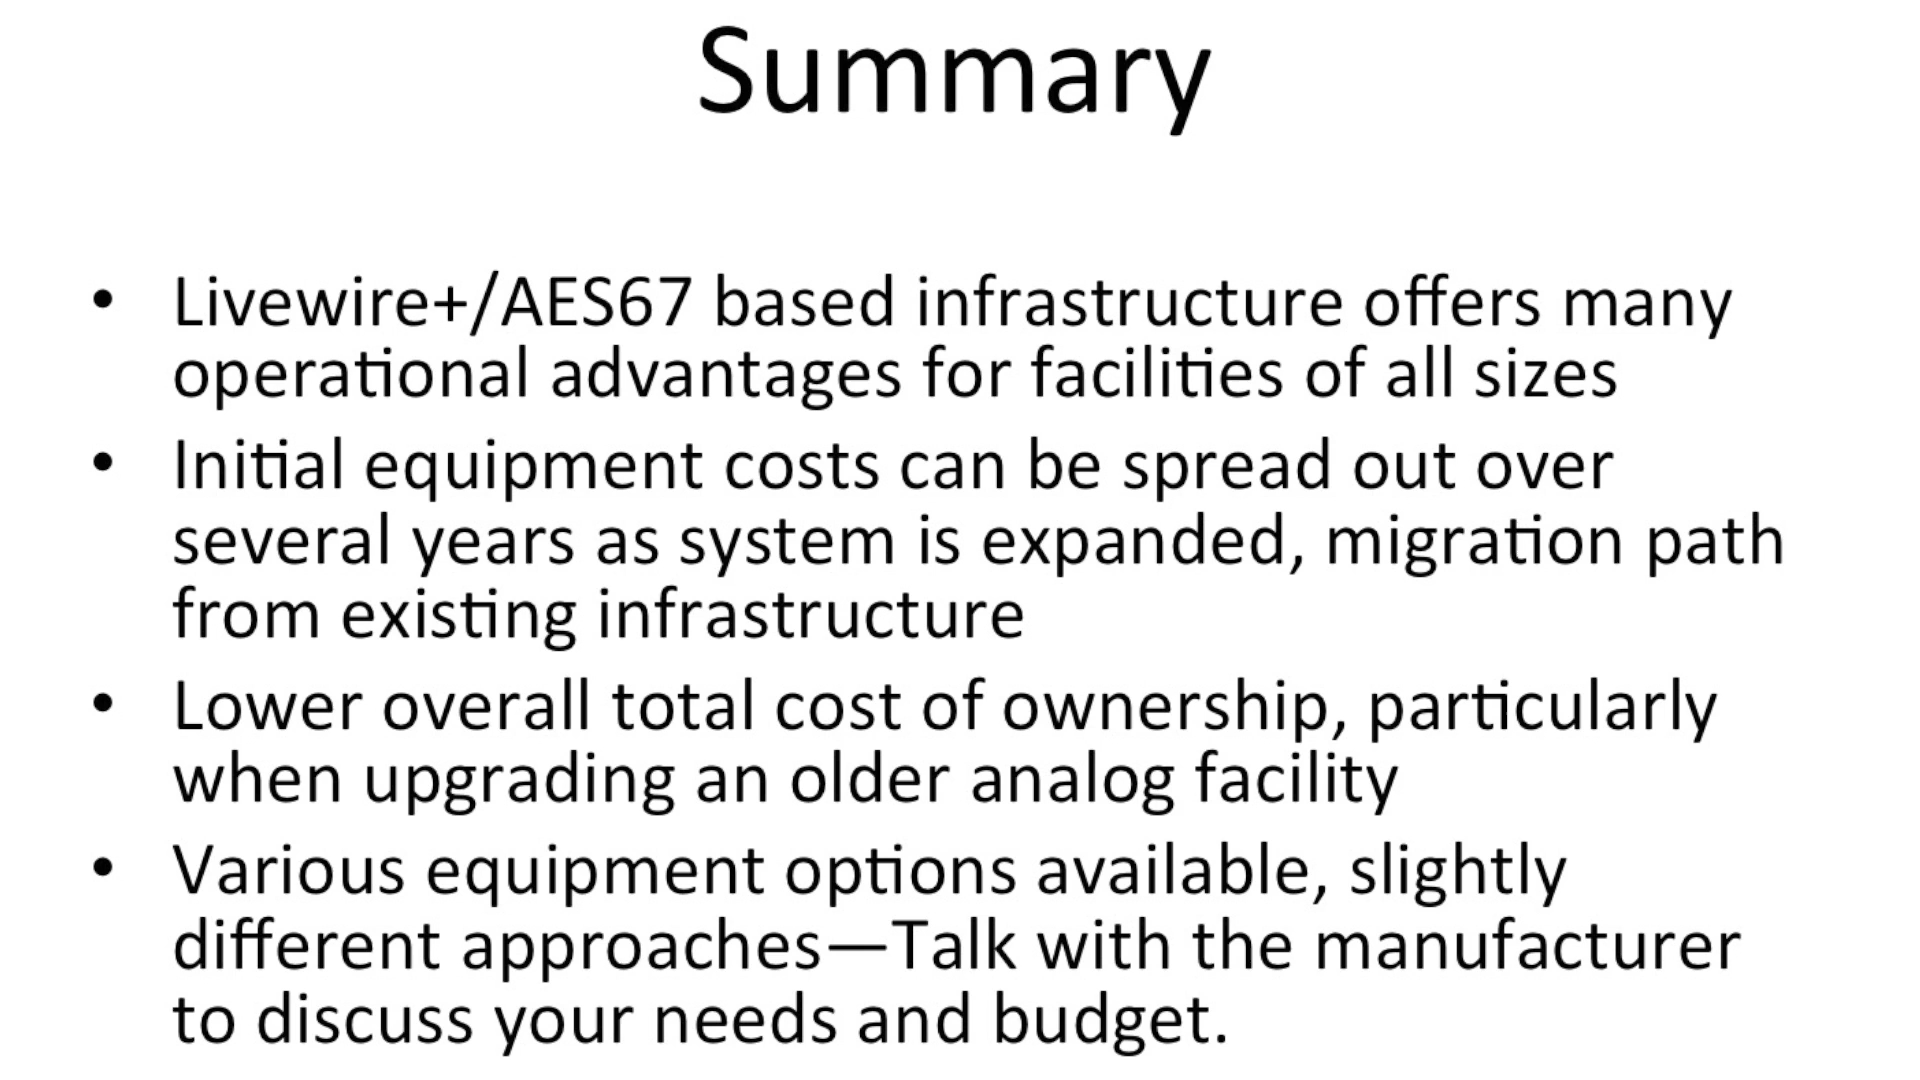 Summary
• Livewire+/AES67 based infrastructure offers many
operational advantages for facilities of all sizes
• Initial equipment costs can be spread out over
several years as system is expanded, migration path
from existing infrastructure
• Lower overall total cost of ownership, particularly
when upgrading an older analog facility
• Various equipment options available, slightly
different approaches—Talk with the manufacturer
to discuss your needs and budget.